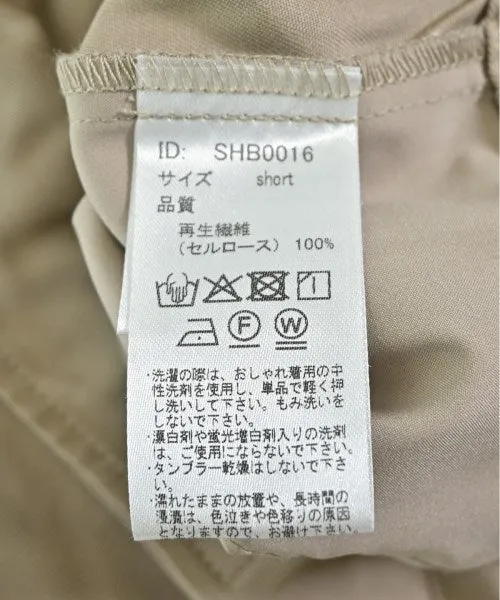 ID: SHB0016
サイズ short
品質
再生繊維
(セルロース) 100%
F W
・洗濯の際は、おしゃれ着用の中
性洗剤を使用し、単品で軽く押
し洗いして下さい。もみ洗いを
しないで下さい。
・漂白剤や蛍光増白剤入りの洗剤
は、ご使用にならないで下さい。
・タンブラー乾燥はしないで下さ
い。
・濡れたままの放置や、長時間の
浸漬は、色泣きや色移りの原因
となりますので、お避け下さい。